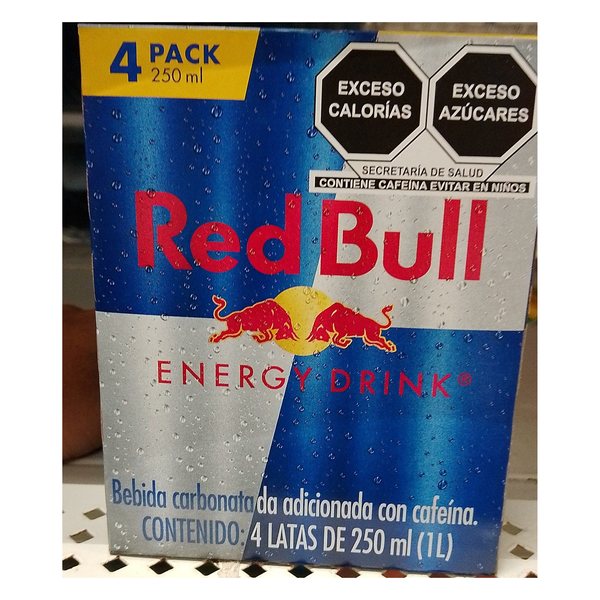 4 PACK
250 ml
EXCESO
CALORÍAS
EXCESO
AZÚCARES
SECRETARÍA DE SALUD
CONTIENE CAFEÍNA EVITAR EN NIÑOS
Red Bull
ENERGY DRINK®
Bebida carbonatada adicionada con cafeína.
CONTENIDO: 4 LATAS DE 250 ml (1L)